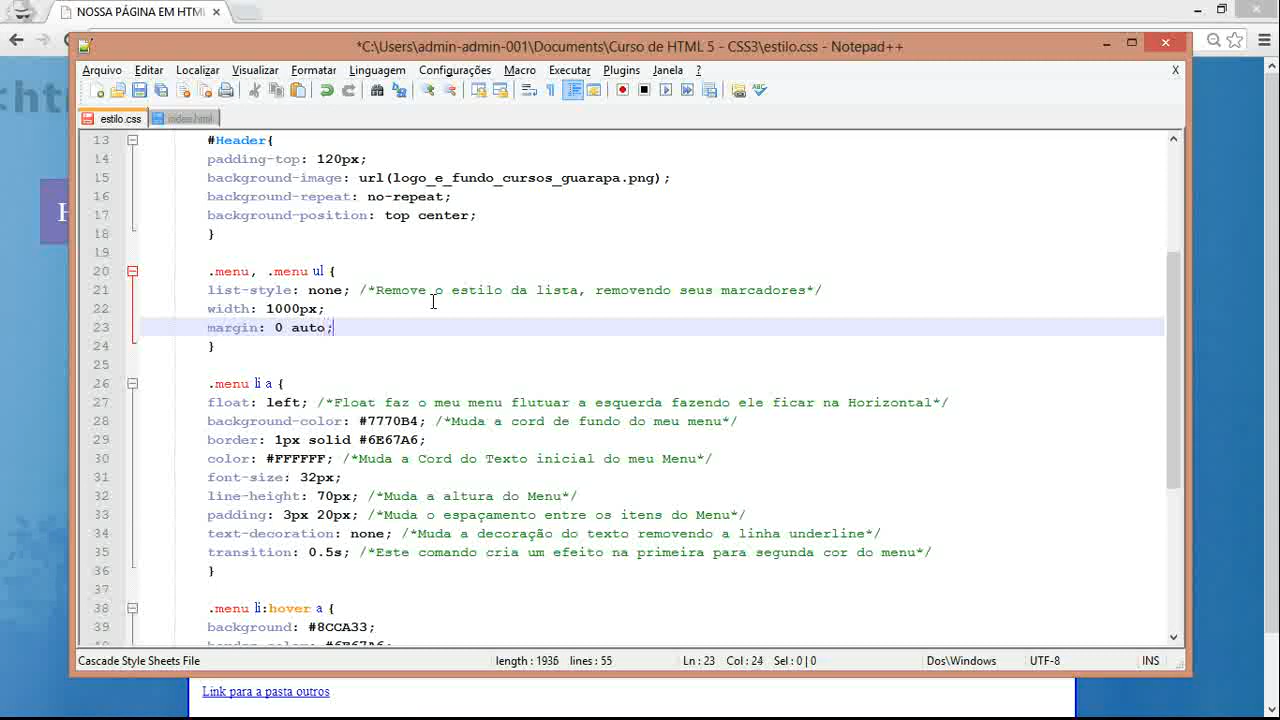 NOSSA PÁGINA EM HTM
*C:\Users\admin-admin-001\Documents\Curso de HTML 5 - CSS3\estilo.css - Notepad++
Arquivo Editar Localizar Visualizar Formatar Linguagem Configurações Macro Executar Plugins Janela ? X
estilo.css index.html
<ht
H
13 #Header{
14 padding-top: 120px;
15 background-image: url(logo_e_fundo_cursos_guarapa.png);
16 background-repeat: no-repeat;
17 background-position: top center;
18 }
19
20 .menu, .menu ul {
21 list-style: none; /*Remove o estilo da lista, removendo seus marcadores*/
22 width: 1000px;
23 margin: 0 auto;
24 }
25
26 .menu li a {
27 float: left; /*Float faz o meu menu flutuar a esquerda fazendo ele ficar na Horizontal*/
28 background-color: #7770B4; /*Muda a cord de fundo do meu menu*/
29 border: 1px solid #6E67A6;
30 color: #FFFFFF; /*Muda a Cord do Texto inicial do meu Menu*/
31 font-size: 32px;
32 line-height: 70px; /*Muda a altura do Menu*/
33 padding: 3px 20px; /*Muda o espaçamento entre os itens do Menu*/
34 text-decoration: none; /*Muda a decoração do texto removendo a linha underline*/
35 transition: 0.5s; /*Este comando cria um efeito na primeira para segunda cor do menu*/
36 }
37
38 .menu li:hover a {
39 background: #8CCA33;
40 border-color: #6E67A6;
Cascade Style Sheets File length : 1936 lines : 55 Ln : 23 Col : 24 Sel : 0 | 0 Dos\Windows UTF-8 INS
Link para a pasta outros